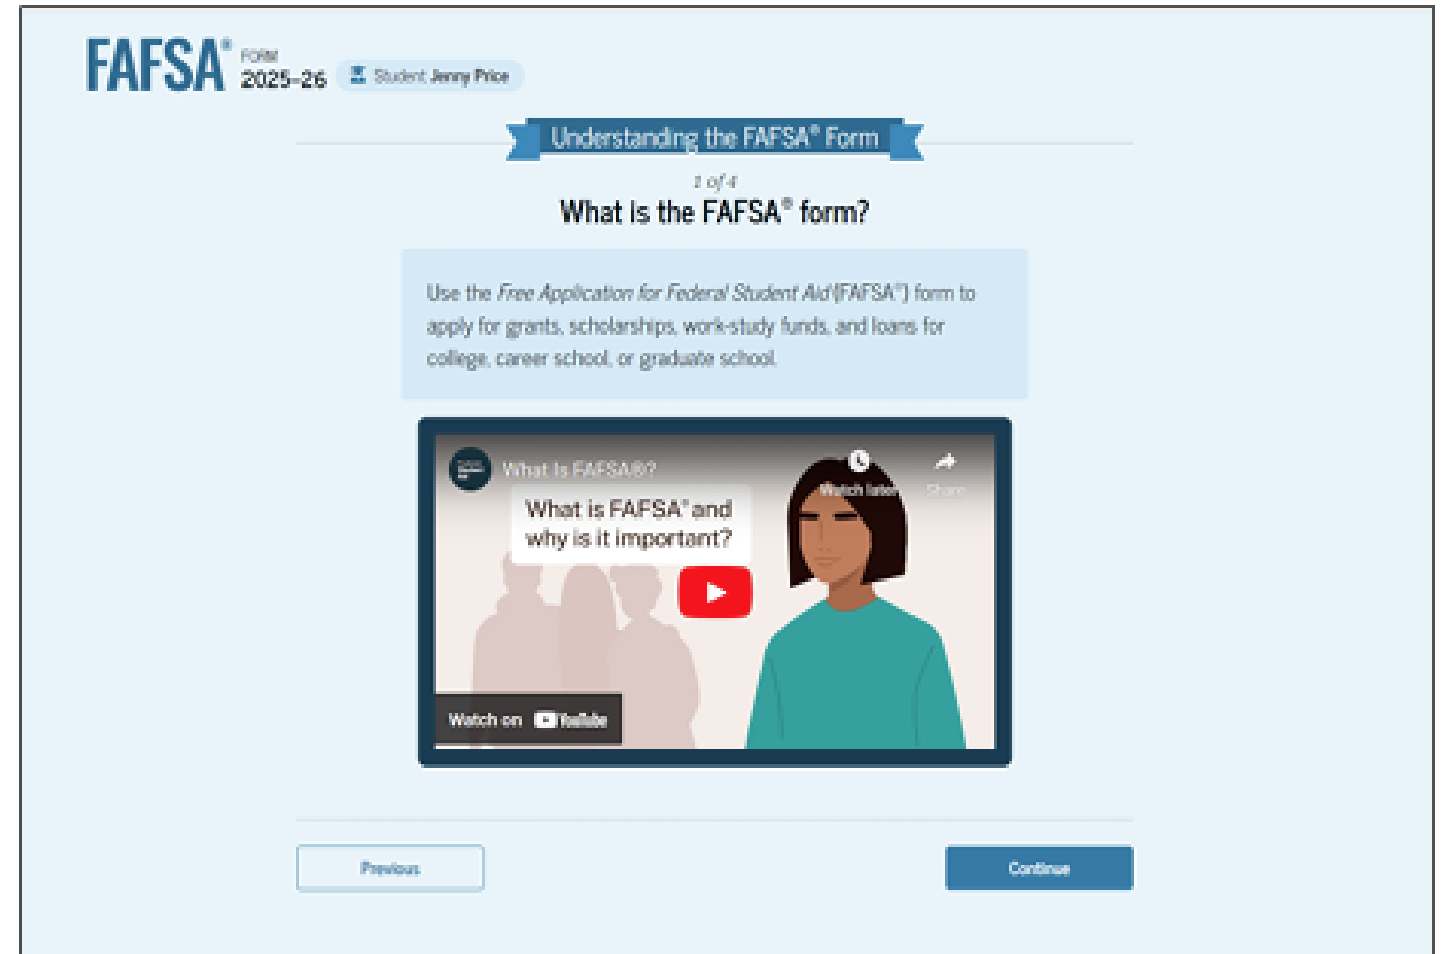 FAFSA® FORM
2025–26
Student Jenny Price
Understanding the FAFSA® Form
1 of 4
What is the FAFSA® form?
Use the Free Application for Federal Student Aid (FAFSA®) form to
apply for grants, scholarships, work-study funds, and loans for
college, career school, or graduate school.
What Is FAFSA®?
Watch later
Share
What is FAFSA® and
why is it important?
Watch on YouTube
Previous
Continue